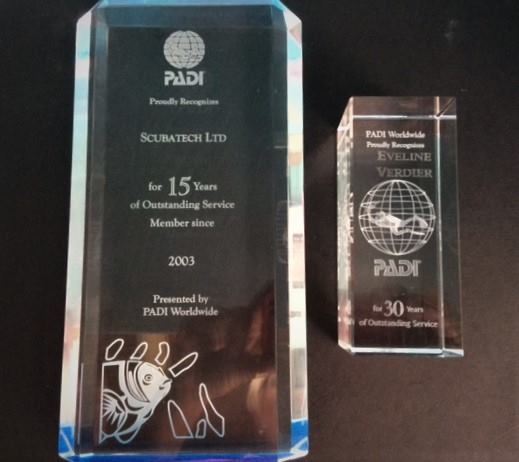 PADI
Proudly Recognizes
SCUBATECH LTD
for 15 Years
of Outstanding Service
Member since
2003
Presented by
PADI Worldwide
PADI Worldwide
Proudly Recognizes
EVELINE
VERDIER
PADI
for 30 Years
of Outstanding Service